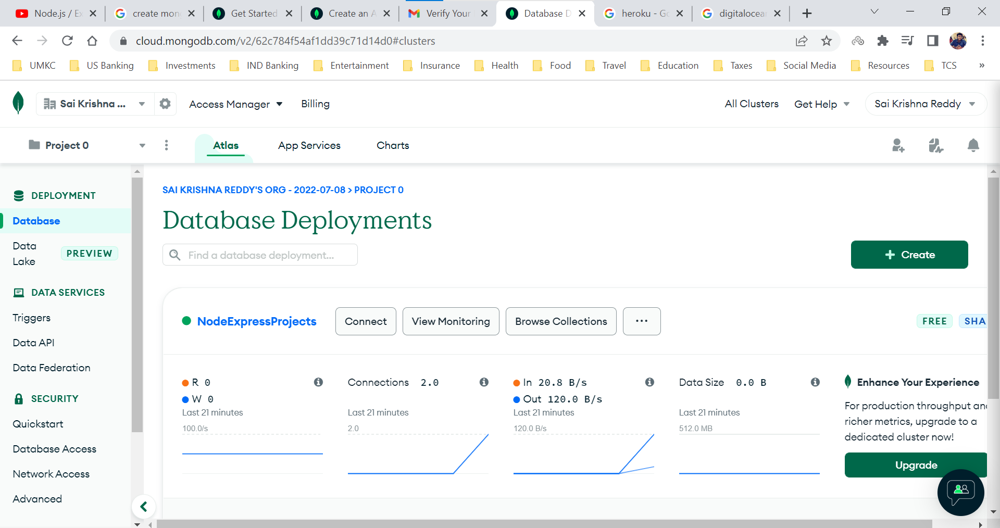 Node.js / Ex
create mon
Get Started
Create an A
Verify Your
Database D
heroku - Go
digitalocean
cloud.mongodb.com/v2/62c784f54af1dd39c71d14d0#clusters
UMKC US Banking Investments IND Banking Entertainment Insurance Health Food Travel Education Taxes Social Media Resources TCS »
Sai Krishna ... Access Manager Billing All Clusters Get Help Sai Krishna Reddy
Project 0 Atlas App Services Charts
DEPLOYMENT
Database
Data Lake PREVIEW
DATA SERVICES
Triggers
Data API
Data Federation
SECURITY
Quickstart
Database Access
Network Access
Advanced
SAI KRISHNA REDDY'S ORG - 2022-07-08 > PROJECT 0
Database Deployments
Find a database deployment...
+ Create
NodeExpressProjects Connect View Monitoring Browse Collections ... FREE SHA
R 0
W 0
Last 21 minutes
100.0/s
Connections 2.0
Last 21 minutes
2.0
In 20.8 B/s
Out 120.0 B/s
Last 21 minutes
120.0 B/s
Data Size 0.0 B
Last 21 minutes
512.0 MB
Enhance Your Experience
For production throughput and
richer metrics, upgrade to a
dedicated cluster now!
Upgrade